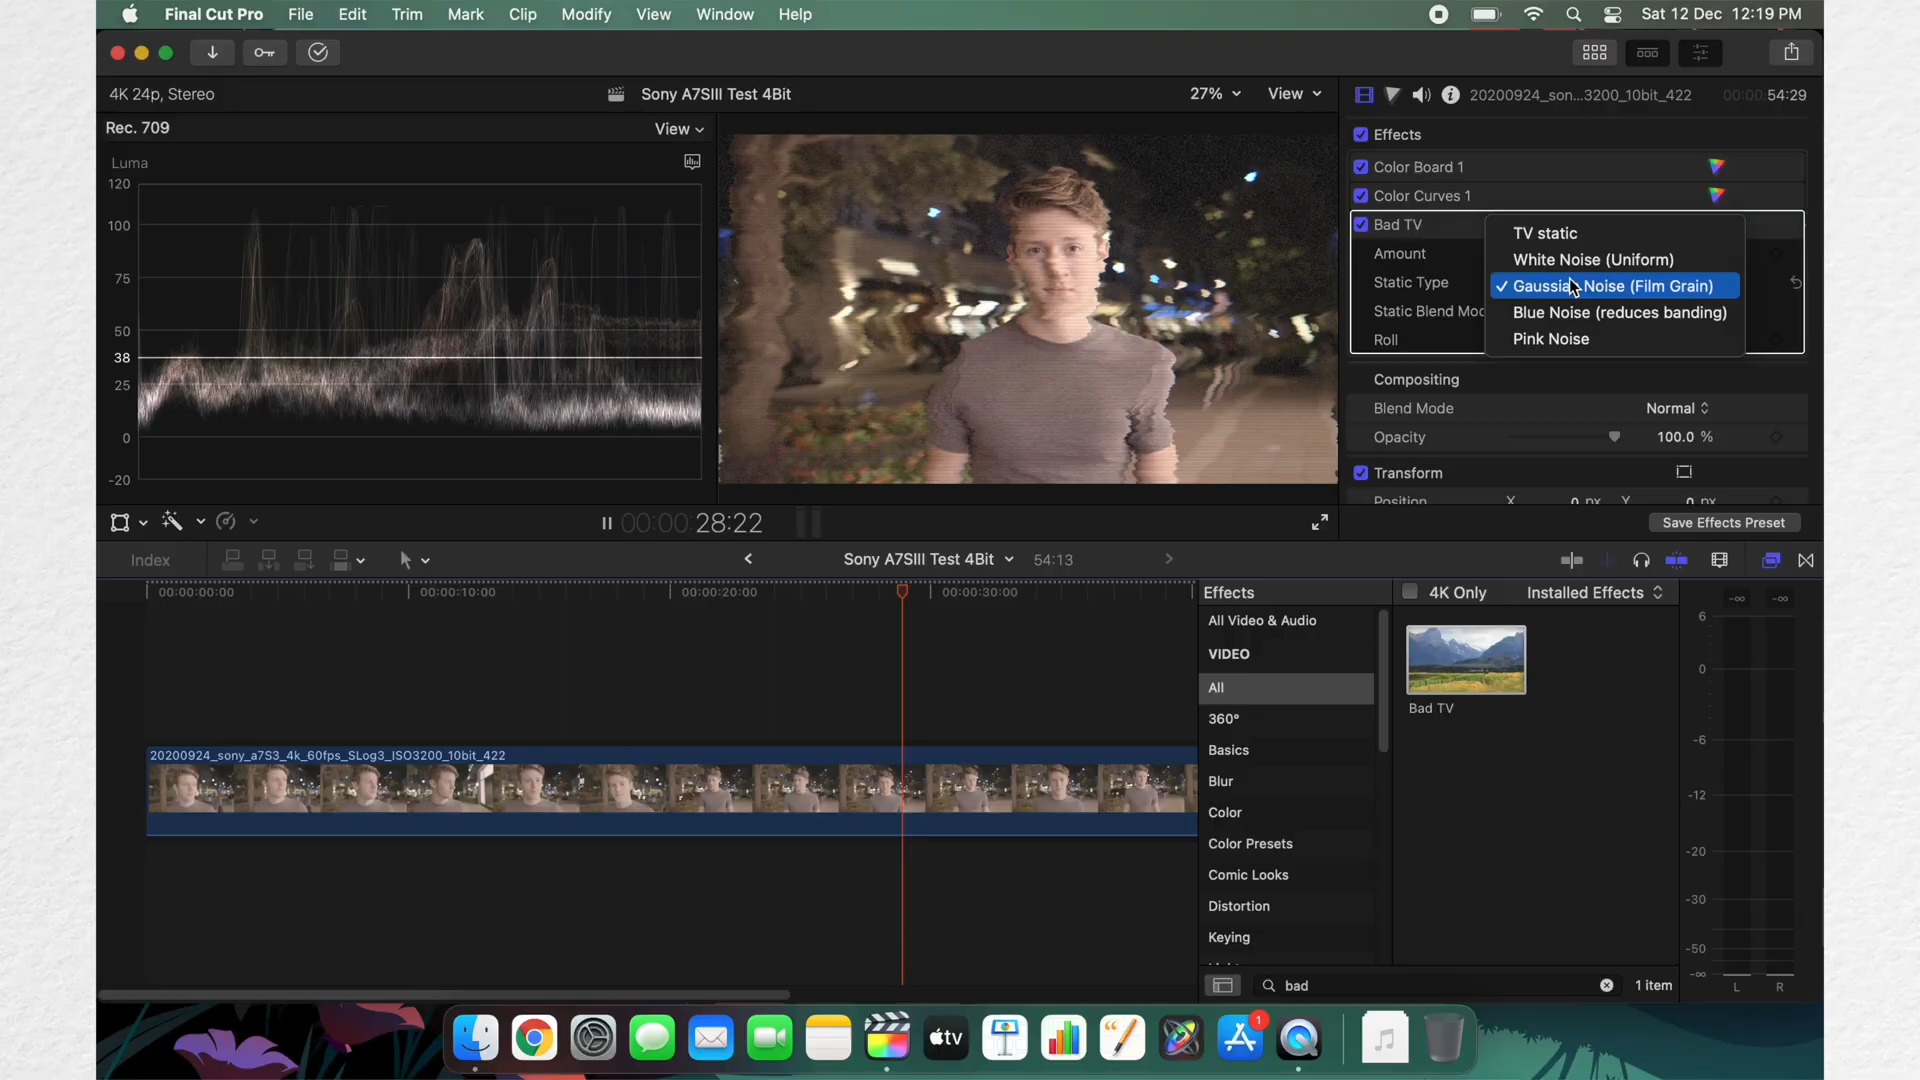 Final Cut Pro File Edit Trim Mark Clip Modify View Window Help Sat 12 Dec 12:19 PM
4K 24p, Stereo Sony A7SIII Test 4Bit 27% View 20200924_son...3200_10bit_422 00:00:54:29
Rec. 709 View
Luma
120
100
75
50
38
25
0
-20
Effects
Color Board 1
Color Curves 1
Bad TV
Amount
Static Type
Static Blend Moc
Roll
TV static
White Noise (Uniform)
✓ Gaussia Noise (Film Grain)
Blue Noise (reduces banding)
Pink Noise
Compositing
Blend Mode Normal
Opacity 100.0 %
Transform
Position X 0 px Y 0 px
00:00:28:22 Save Effects Preset
Index Sony A7SIII Test 4Bit 54:13
00:00:00:00 00:00:10:00 00:00:20:00 00:00:30:00
20200924_sony_a7S3_4k_60fps_SLog3_ISO3200_10bit_422
Effects 4K Only Installed Effects
All Video & Audio
VIDEO
All
360°
Basics
Blur
Color
Color Presets
Comic Looks
Distortion
Keying
Bad TV
bad 1 item
-∞ -∞
6
0
-6
-12
-20
-30
-50
-∞
L R
tv 1